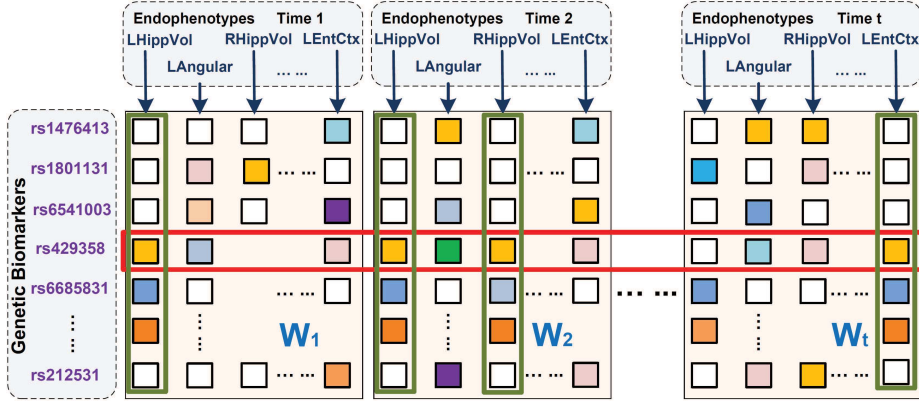 Endophenotypes Time 1
LHippVol RHippVol LEntCtx
LAngular ... ...
Endophenotypes Time 2
LHippVol RHippVol LEntCtx
LAngular ... ...
Endophenotypes Time t
LHippVol RHippVol LEntCtx
LAngular ... ...
Genetic Biomarkers
rs1476413
rs1801131
rs6541003
rs429358
rs6685831
rs212531
W1
W2
Wt